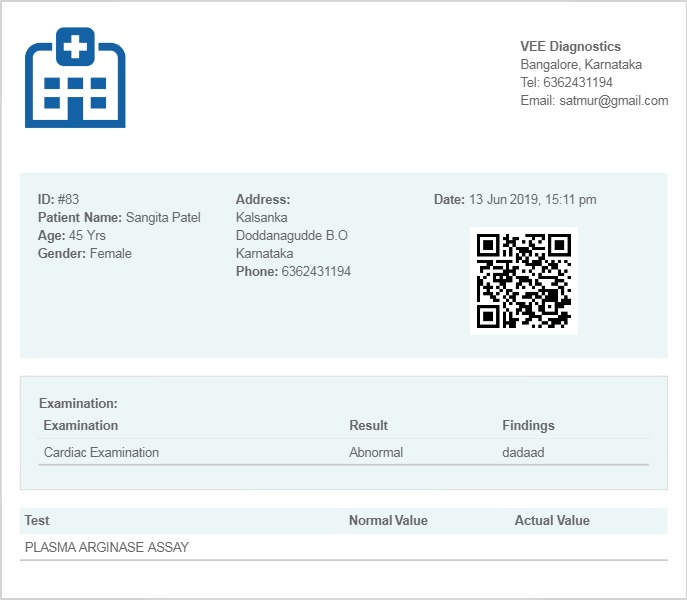 VEE Diagnostics
Bangalore, Karnataka
Tel: 6362431194
Email: satmur@gmail.com
ID: #83
Patient Name: Sangita Patel
Age: 45 Yrs
Gender: Female
Address:
Kalsanka
Doddanagudde B.O
Karnataka
Phone: 6362431194
Date: 13 Jun 2019, 15:11 pm
Examination:
Examination Result Findings
Cardiac Examination Abnormal dadaad
Test Normal Value Actual Value
PLASMA ARGINASE ASSAY